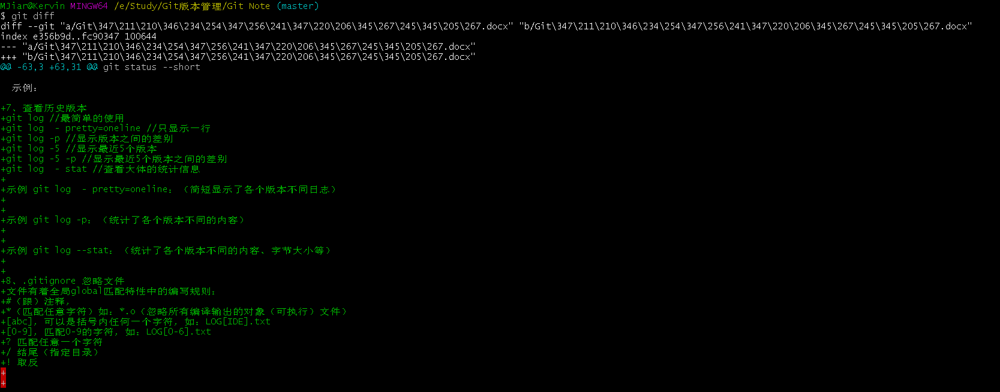 MJiar@Kervin MINGW64 /e/Study/Git版本管理/Git Note (master)
$ git diff
diff --git "a/Git\347\211\210\346\234\254\347\256\241\347\220\206\345\267\245\345\205\267.docx" "b/Git\347\211\210\346\234\254\347\256\241\347\220\206\345\267\245\345\205\267.docx"
index e356b9d..fc90347 100644
--- "a/Git\347\211\210\346\234\254\347\256\241\347\220\206\345\267\245\345\205\267.docx"
+++ "b/Git\347\211\210\346\234\254\347\256\241\347\220\206\345\267\245\345\205\267.docx"
@@ -63,3 +63,31 @@ git status --short
示例：
+7、查看历史版本
+git log //最简单的使用
+git log  - pretty=oneline //只显示一行
+git log -p //显示版本之间的差别
+git log -5 //显示最近5个版本
+git log -5 -p //显示最近5个版本之间的差别
+git log  - stat //查看大体的统计信息
+
+示例 git log  - pretty=oneline：（简短显示了各个版本不同日志）
+
+
+示例 git log -p：（统计了各个版本不同的内容）
+
+
+示例 git log --stat：（统计了各个版本不同的内容、字节大小等）
+
+
+8、.gitignore 忽略文件
+文件有着全局global匹配特性中的编写规则：
+#（跟）注释，
+*（匹配任意字符）如：*.o（忽略所有编译输出的对象（可执行）文件）
+[abc]，可以是括号内任何一个字符，如：LOG[IDE].txt
+[0-9]，匹配0-9的字符，如：LOG[0-6].txt
+? 匹配任意一个字符
+/ 结尾（指定目录）
+! 取反
+
+